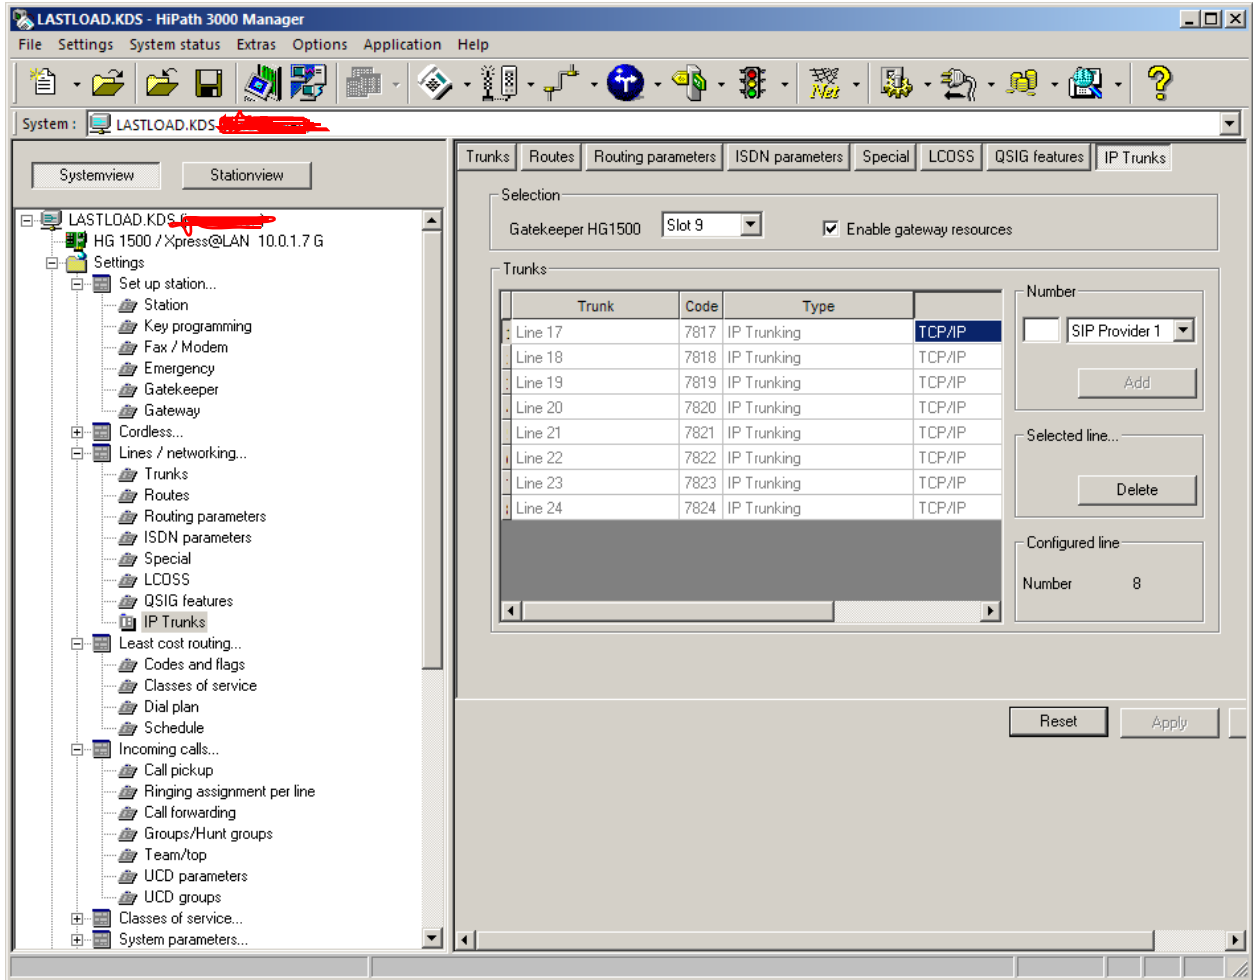 LASTLOAD.KDS - HiPath 3000 Manager
File Settings System status Extras Options Application Help
Net
System : LASTLOAD.KDS
Systemview Stationview
LASTLOAD.KDS
HG 1500 / Xpress@LAN 10.0.1.7 G
Settings
Set up station...
Station
Key programming
Fax / Modem
Emergency
Gatekeeper
Gateway
Cordless...
Lines / networking...
Trunks
Routes
Routing parameters
ISDN parameters
Special
LCOSS
QSIG features
IP Trunks
Least cost routing...
Codes and flags
Classes of service
Dial plan
Schedule
Incoming calls...
Call pickup
Ringing assignment per line
Call forwarding
Groups/Hunt groups
Team/top
UCD parameters
UCD groups
Classes of service...
System parameters...
Trunks Routes Routing parameters ISDN parameters Special LCOSS QSIG features IP Trunks
Selection
Gatekeeper HG1500 Slot 9 Enable gateway resources
Trunks
Trunk Code Type
Line 17 7817 IP Trunking TCP/IP
Line 18 7818 IP Trunking TCP/IP
Line 19 7819 IP Trunking TCP/IP
Line 20 7820 IP Trunking TCP/IP
Line 21 7821 IP Trunking TCP/IP
Line 22 7822 IP Trunking TCP/IP
Line 23 7823 IP Trunking TCP/IP
Line 24 7824 IP Trunking TCP/IP
Number
SIP Provider 1
Add
Selected line...
Delete
Configured line
Number 8
Reset Apply